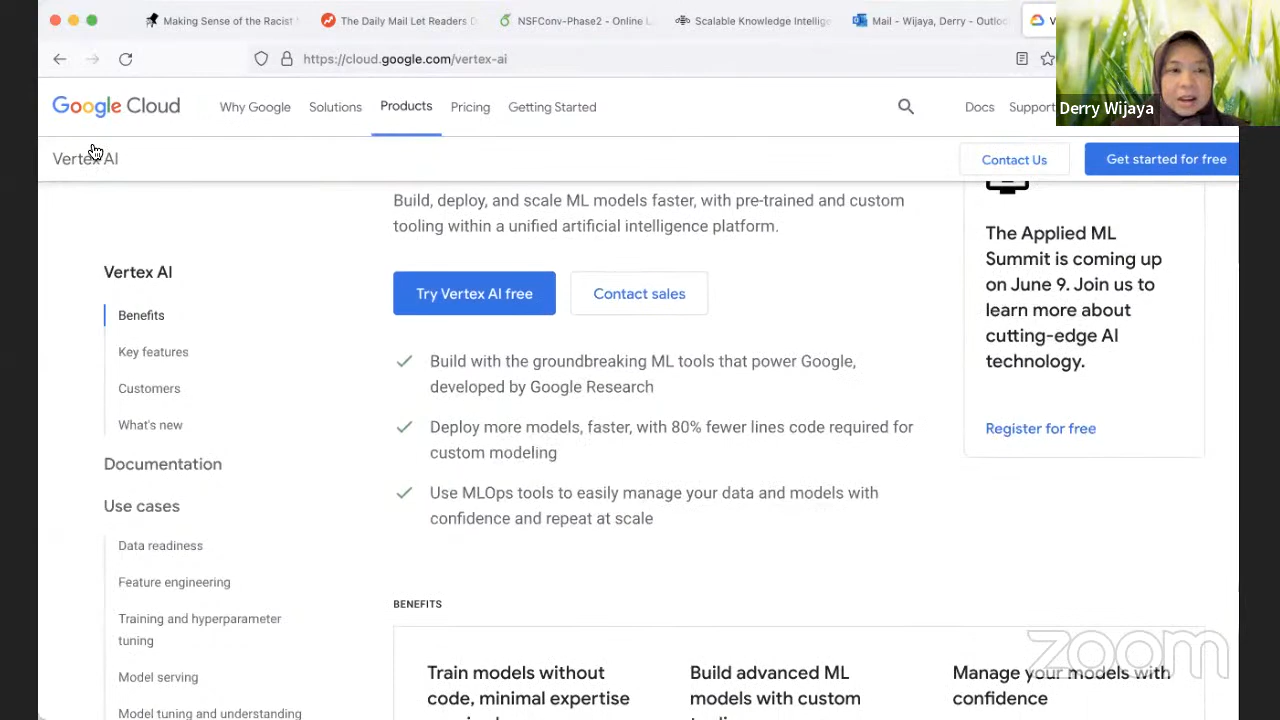 Making Sense of the Racist
The Daily Mail Let Readers D
NSFConv-Phase2 - Online L
Scalable Knowledge Intellige
Mail - Wijaya, Derry - Outloo
V
https://cloud.google.com/vertex-ai
Google Cloud
Why Google
Solutions
Products
Pricing
Getting Started
Docs
Support
Derry Wijaya
Vertex AI
Contact Us
Get started for free
Build, deploy, and scale ML models faster, with pre-trained and custom
tooling within a unified artificial intelligence platform.
Try Vertex AI free
Contact sales
Build with the groundbreaking ML tools that power Google,
developed by Google Research
Deploy more models, faster, with 80% fewer lines code required for
custom modeling
Use MLOps tools to easily manage your data and models with
confidence and repeat at scale
The Applied ML
Summit is coming up
on June 9. Join us to
learn more about
cutting-edge AI
technology.
Register for free
Vertex AI
Benefits
Key features
Customers
What's new
Documentation
Use cases
Data readiness
Feature engineering
Training and hyperparameter
tuning
Model serving
Model tuning and understanding
BENEFITS
Train models without
code, minimal expertise
Build advanced ML
models with custom
Manage your models with
confidence
zoom